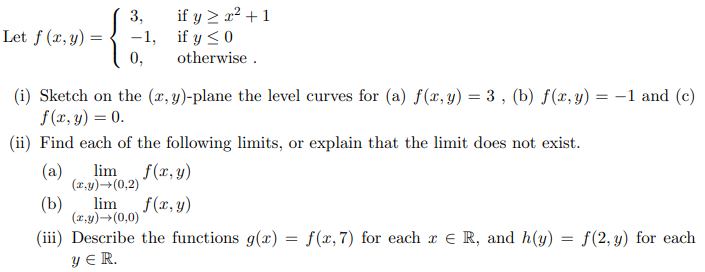 Let f (x, y) = { 3, if y ≥ x² + 1
−1, if y ≤ 0
0, otherwise .
(i) Sketch on the (x, y)-plane the level curves for (a) f(x, y) = 3 , (b) f(x, y) = −1 and (c)
f(x, y) = 0.
(ii) Find each of the following limits, or explain that the limit does not exist.
(a) lim_{(x,y)→(0,2)} f(x, y)
(b) lim_{(x,y)→(0,0)} f(x, y)
(iii) Describe the functions g(x) = f(x, 7) for each x ∈ ℝ, and h(y) = f(2, y) for each
y ∈ ℝ.